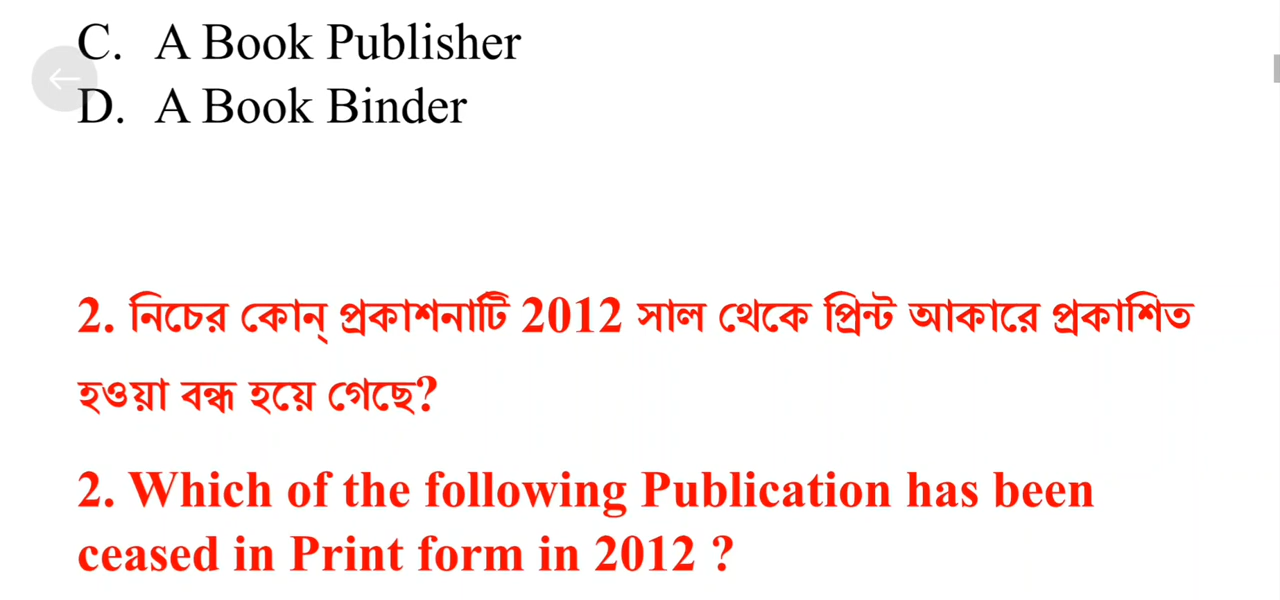 C. A Book Publisher
D. A Book Binder
2. নিচের কোন্ প্রকাশনাটি 2012 সাল থেকে প্রিন্ট আকারে প্রকাশিত
হওয়া বন্ধ হয়ে গেছে?
2. Which of the following Publication has been
ceased in Print form in 2012 ?